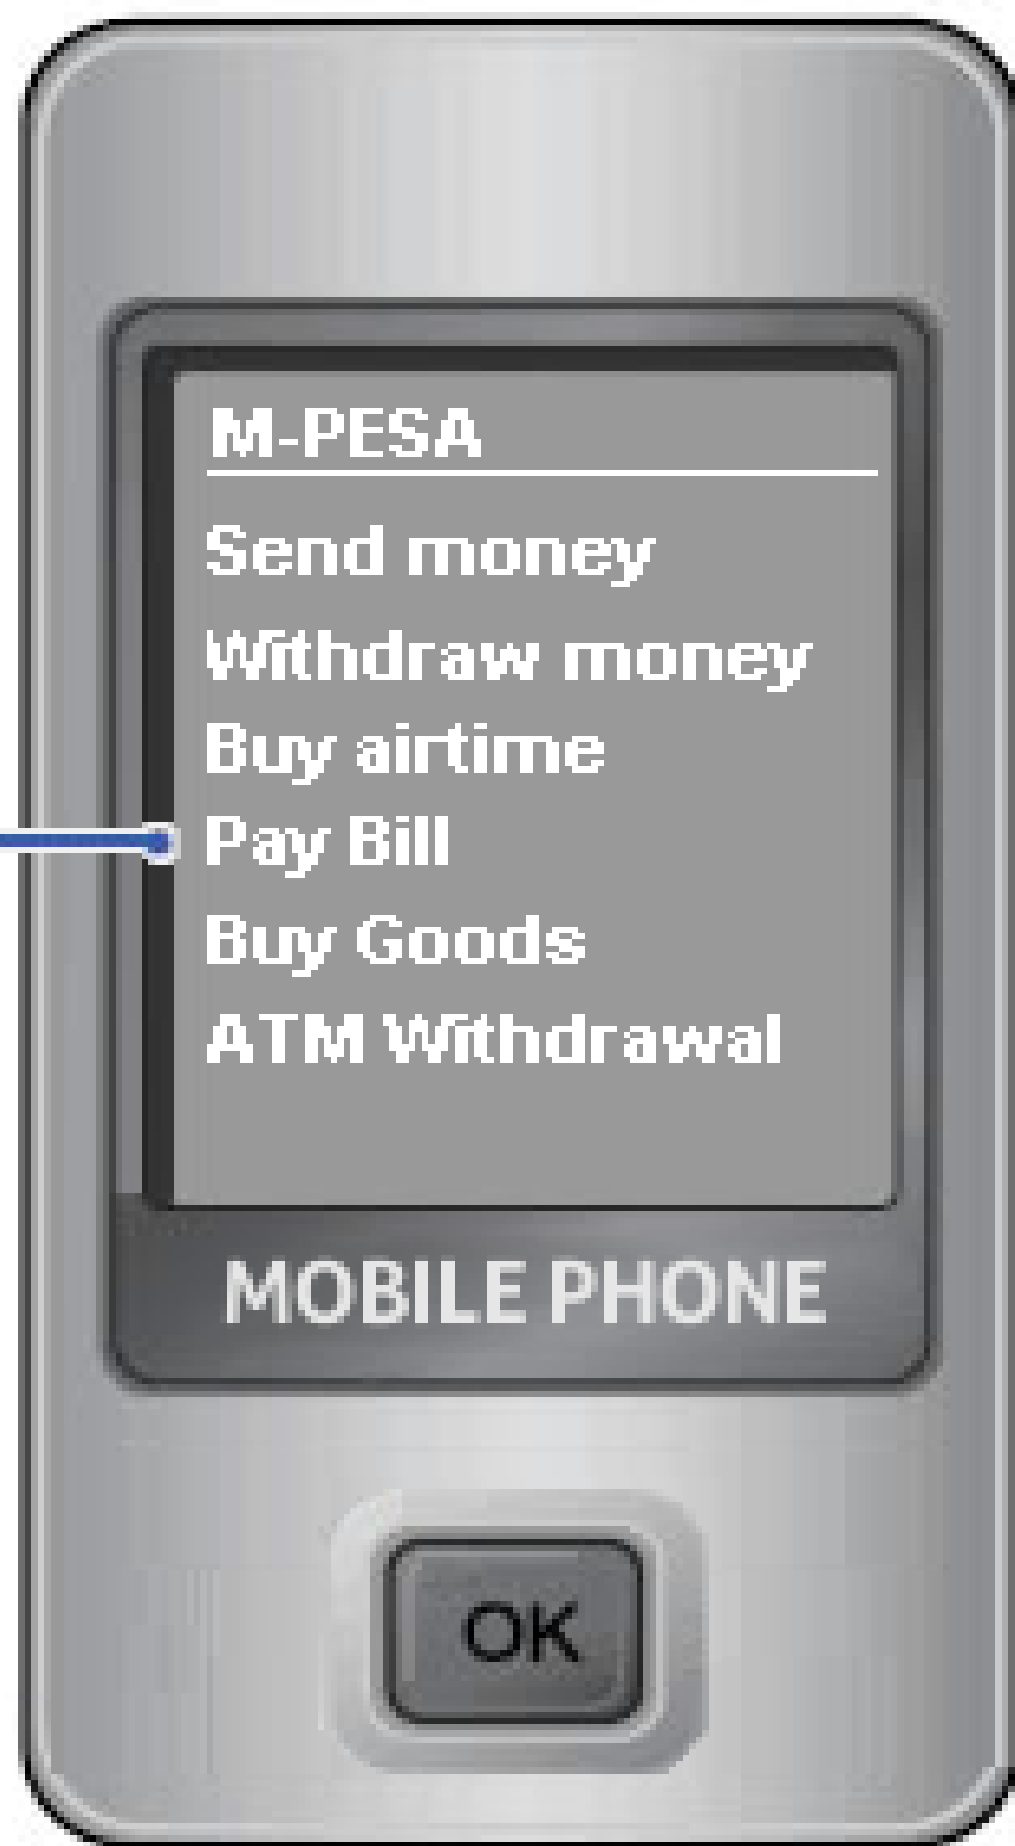 M-PESA
Send money
Withdraw money
Buy airtime
Pay Bill
Buy Goods
ATM Withdrawal
MOBILE PHONE
OK